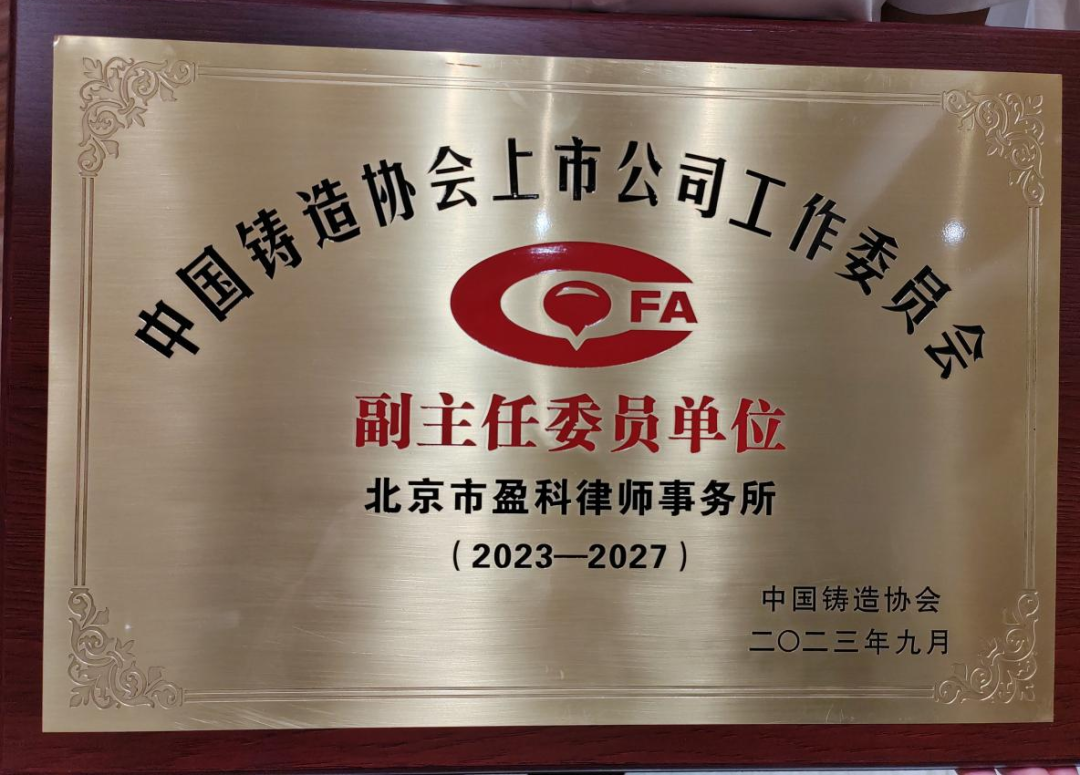 中国铸造协会上市公司工作委员会
CFA
副主任委员单位
北京市盈科律师事务所
（2023—2027）
中国铸造协会
二〇二三年九月